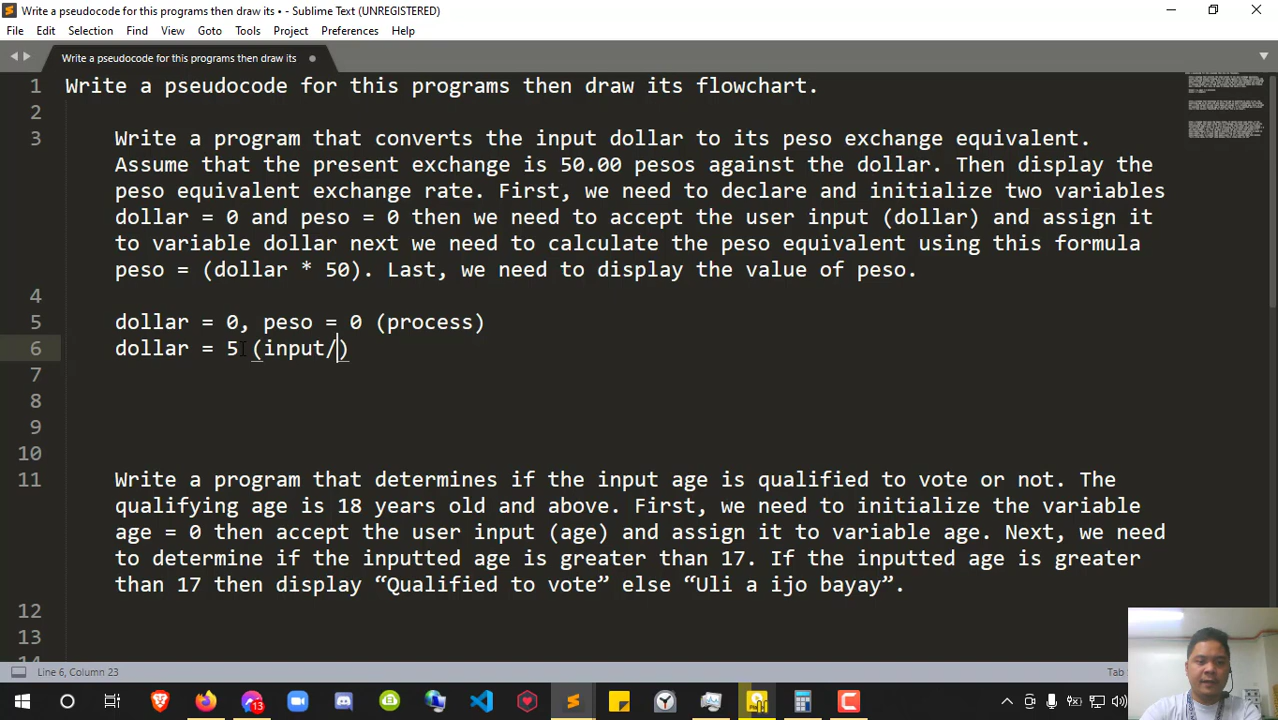 Write a pseudocode for this programs then draw its • - Sublime Text (UNREGISTERED)
File Edit Selection Find View Goto Tools Project Preferences Help
Write a pseudocode for this programs then draw its
1 Write a pseudocode for this programs then draw its flowchart.
2
3 Write a program that converts the input dollar to its peso exchange equivalent.
Assume that the present exchange is 50.00 pesos against the dollar. Then display the
peso equivalent exchange rate. First, we need to declare and initialize two variables
dollar = 0 and peso = 0 then we need to accept the user input (dollar) and assign it
to variable dollar next we need to calculate the peso equivalent using this formula
peso = (dollar * 50). Last, we need to display the value of peso.
4
5 dollar = 0, peso = 0 (process)
6 dollar = 5 (input/)
7
8
9
10
11 Write a program that determines if the input age is qualified to vote or not. The
qualifying age is 18 years old and above. First, we need to initialize the variable
age = 0 then accept the user input (age) and assign it to variable age. Next, we need
to determine if the inputted age is greater than 17. If the inputted age is greater
than 17 then display “Qualified to vote” else “Uli a ijo bayay”.
12
13
Line 6, Column 23
Tab
13